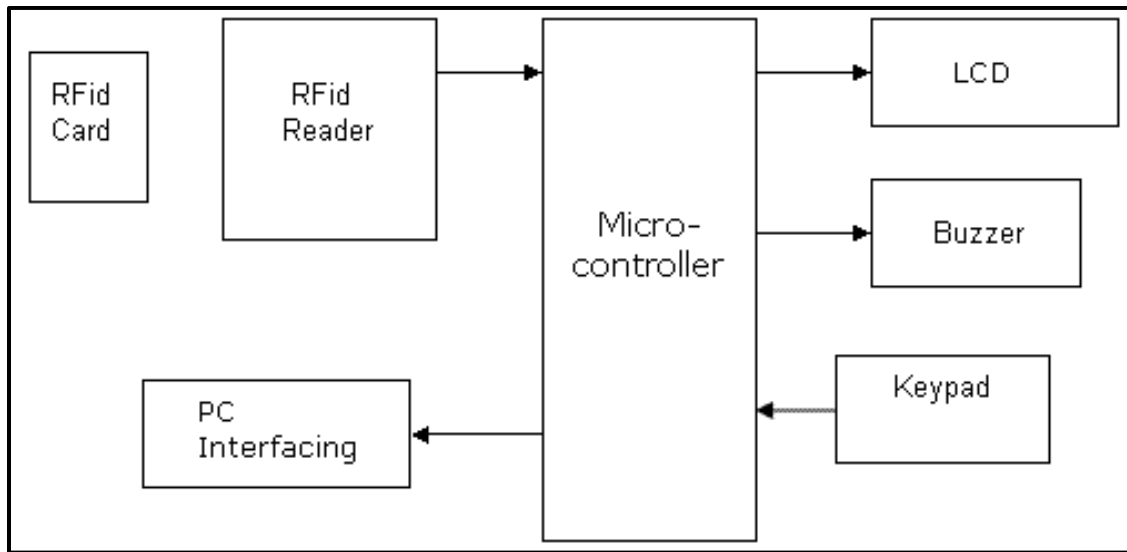 RFid
Card
RFid
Reader
Micro-
controller
LCD
Buzzer
Keypad
PC
Interfacing